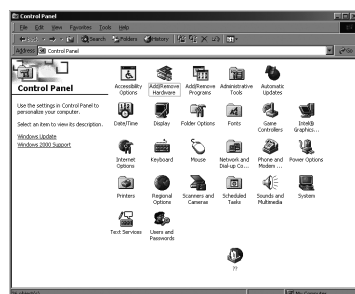 Control Panel
File Edit View Favorites Tools Help
Back Search Folders History
Address Control Panel Go
Control Panel
Use the settings in Control Panel to
personalize your computer.
Select an item to view its description.
Windows Update
Windows 2000 Support
Accessibility Options
Add/Remove Hardware
Add/Remove Programs
Administrative Tools
Automatic Updates
Date/Time
Display
Folder Options
Fonts
Game Controllers
Intel® Graphics...
Internet Options
Keyboard
Mouse
Network and Dial-up Co...
Phone and Modem ...
Power Options
Printers
Regional Options
Scanners and Cameras
Scheduled Tasks
Sounds and Multimedia
System
Text Services
Users and Passwords
??
My Computer